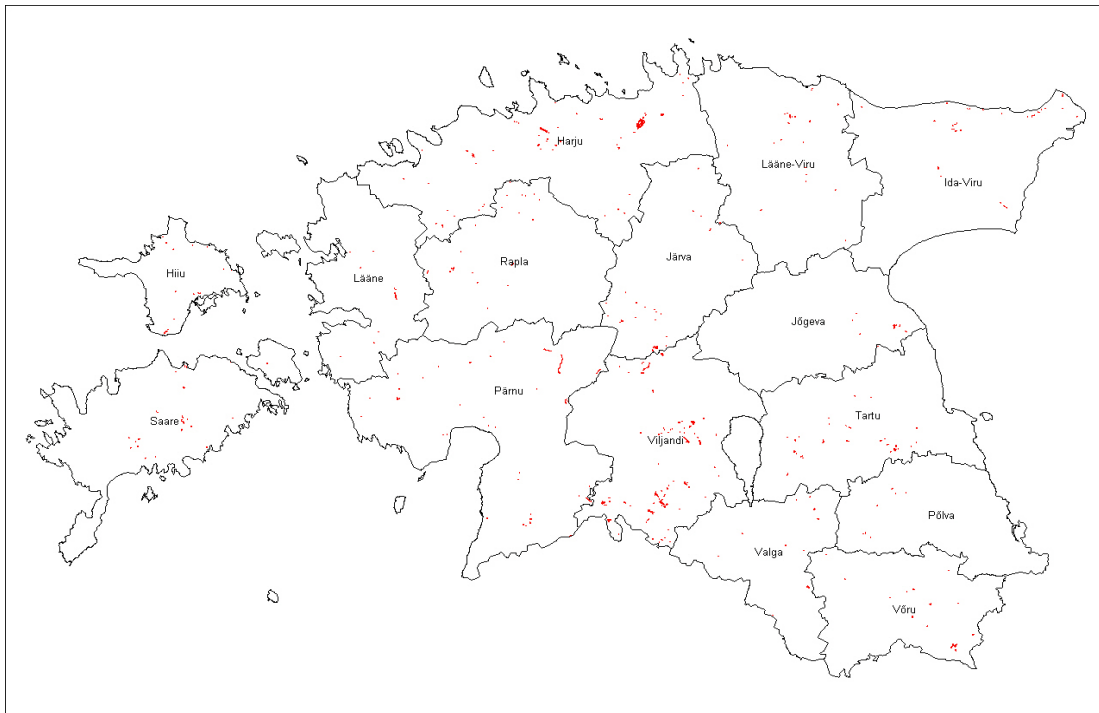 Harju
Lääne-Viru
Ida-Viru
Rapla
Järva
Hiiu
Lääne
Jõgeva
Pärnu
Saare
Tartu
Viljandi
Põlva
Valga
Võru